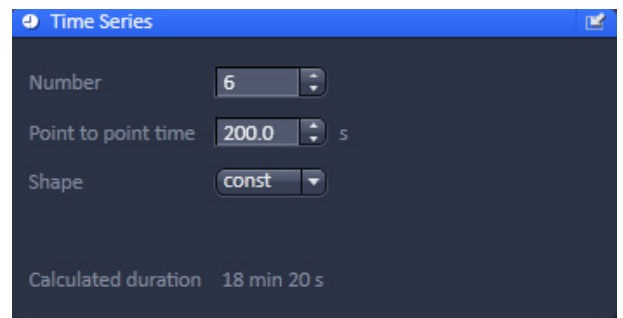 Time Series
Number 6
Point to point time 200.0 s
Shape const
Calculated duration 18 min 20 s